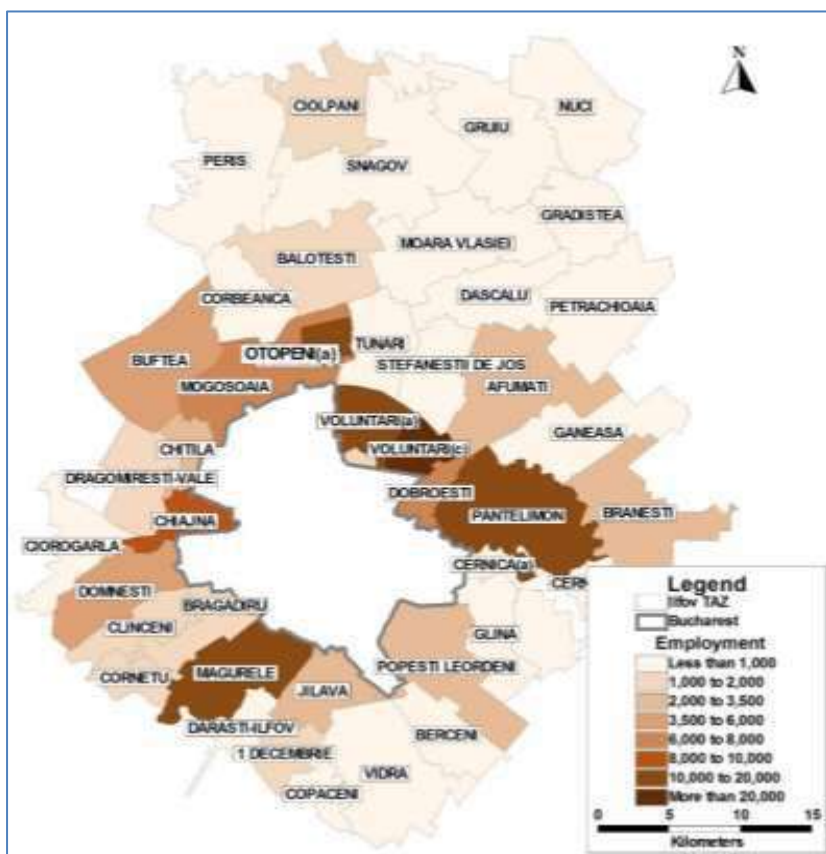 N
CIOLPANI
NUCI
GRUIU
PERIS
SNAGOV
GRADISTEA
MOARA VLASIEI
BALOTESTI
DASCALU
CORBEANCA
PETRACHIOAIA
TUNARI
OTOPENI(a)
BUFTEA
STEFANESTII DE JOS
MOGOSOAIA
AFUMATI
VOLUNTARI(a)
GANEASA
CHITILA
VOLUNTARI(c)
DRAGOMIRESTI-VALE
DOBROESTI
PANTELIMON
BRANESTI
CHIAJNA
CIOROGARLA
CERNICA(a)
CERN
DOMNESTI
BRAGADIRU
CLINCENI
GLINA
POPESTI LEORDENI
CORNETU
MAGURELE
JILAVA
DARASTI-ILFOV
BERCENI
1 DECEMBRIE
VIDRA
COPACENI
Legend
Ilfov TAZ
Bucharest
Employment
Less than 1,000
1,000 to 2,000
2,000 to 3,500
3,500 to 6,000
6,000 to 8,000
8,000 to 10,000
10,000 to 20,000
More than 20,000
0 5 10 15
Kilometers